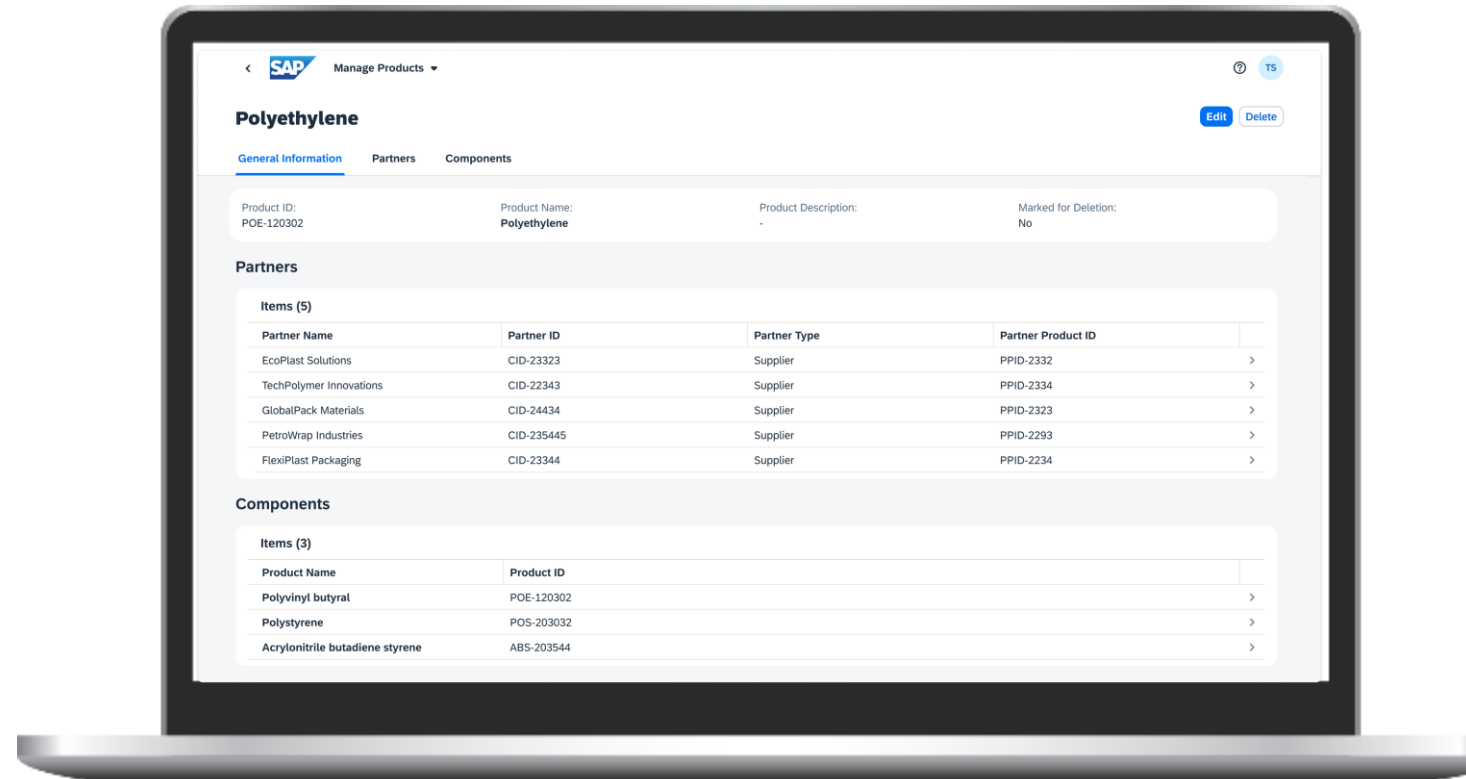 SAP Manage Products TS
Polyethylene Edit Delete
General Information Partners Components
Product ID: Product Name: Product Description: Marked for Deletion:
POE-120302 Polyethylene - No
Partners
Items (5)
Partner Name Partner ID Partner Type Partner Product ID
EcoPlast Solutions CID-23323 Supplier PPID-2332
TechPolymer Innovations CID-22343 Supplier PPID-2334
GlobalPack Materials CID-24434 Supplier PPID-2323
PetroWrap Industries CID-235445 Supplier PPID-2293
FlexiPlast Packaging CID-23344 Supplier PPID-2234
Components
Items (3)
Product Name Product ID
Polyvinyl butyral POE-120302
Polystyrene POS-203032
Acrylonitrile butadiene styrene ABS-203544